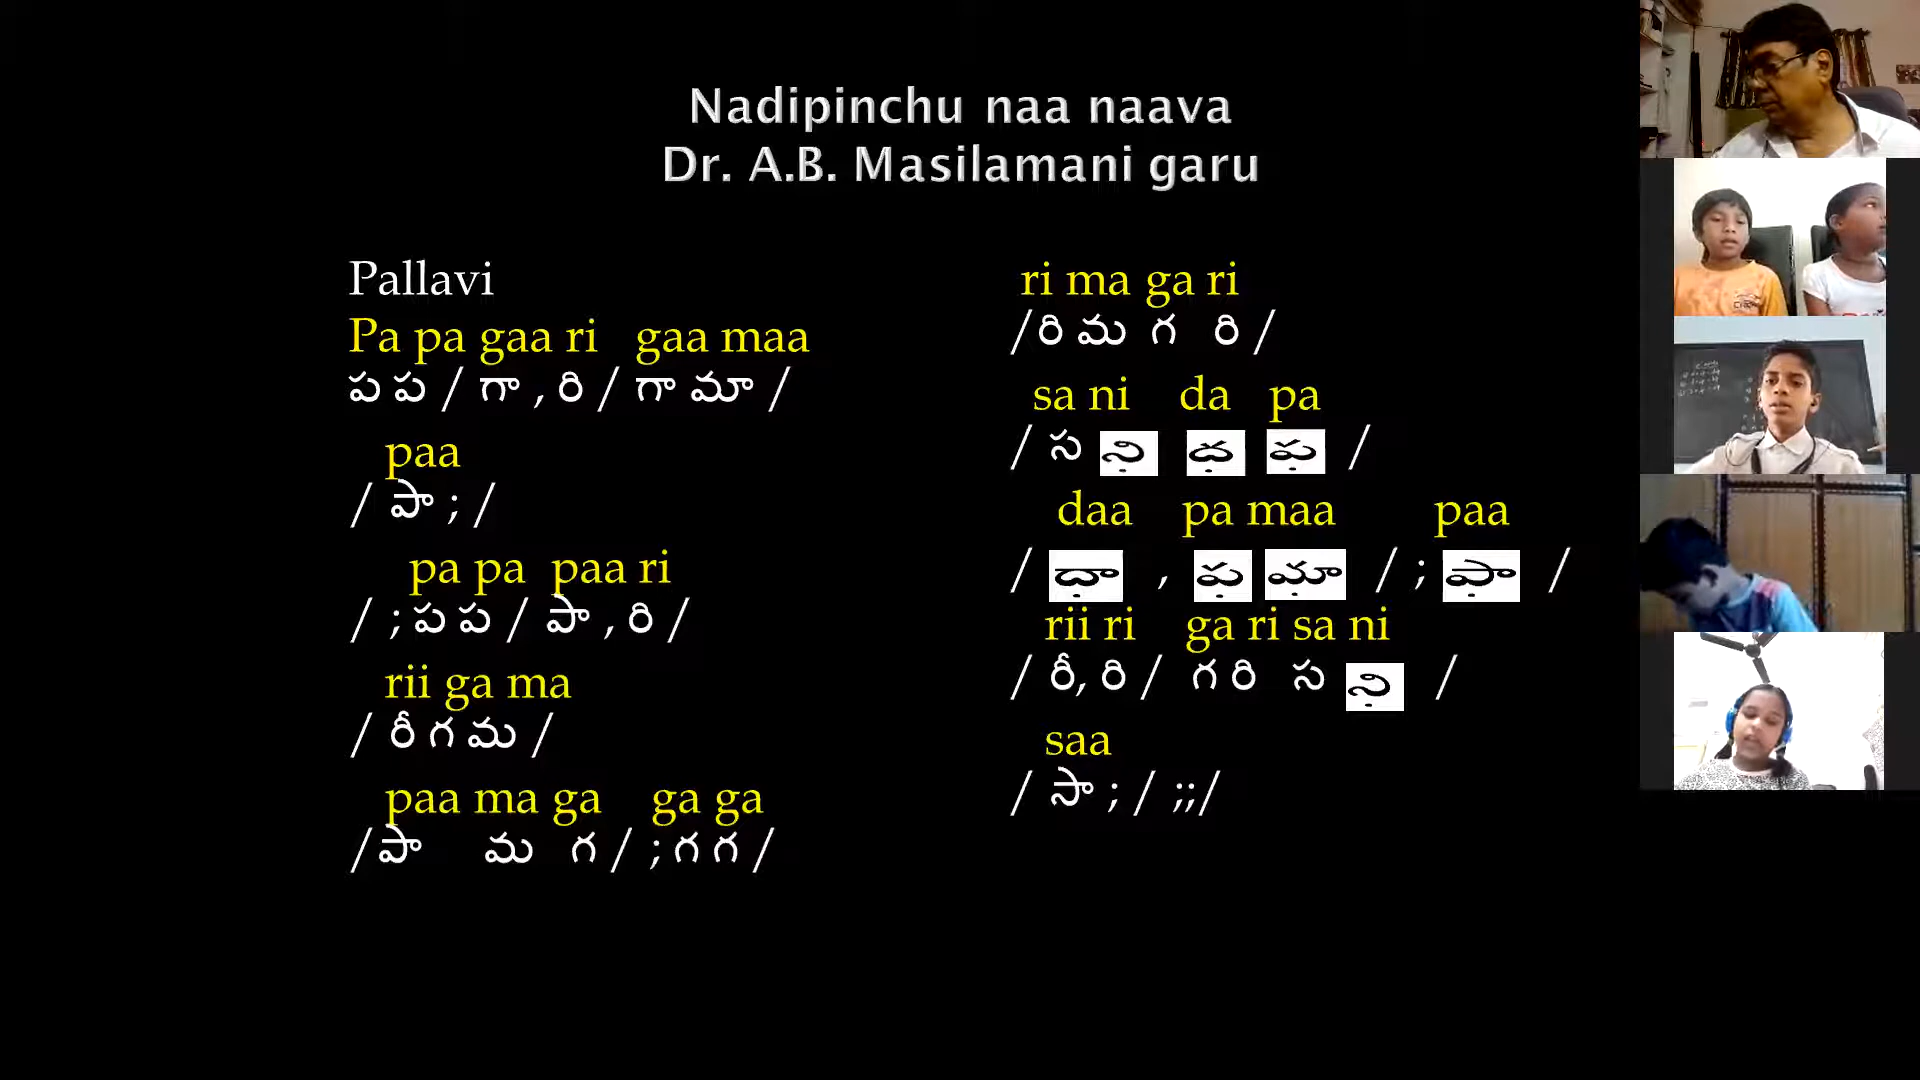 Nadipinchu naa naava
Dr. A.B. Masilamani garu
Pallavi
Pa pa gaa ri gaa maa
ప ప / గా , రి / గా మా /
paa
/ పా ; /
pa pa paa ri
/ ; ప ప / పా , రి /
rii ga ma
/ రీ గ మ /
paa ma ga ga ga
/పా మ గ / ; గ గ /
ri ma ga ri
/రి మ గ రి /
sa ni da pa
/ స ని ద ప /
daa pa maa paa
/ దా , ప మా / ; పా /
rii ri ga ri sa ni
/ రీ, రి / గ రి స ని /
saa
/ సా ; / ;;/